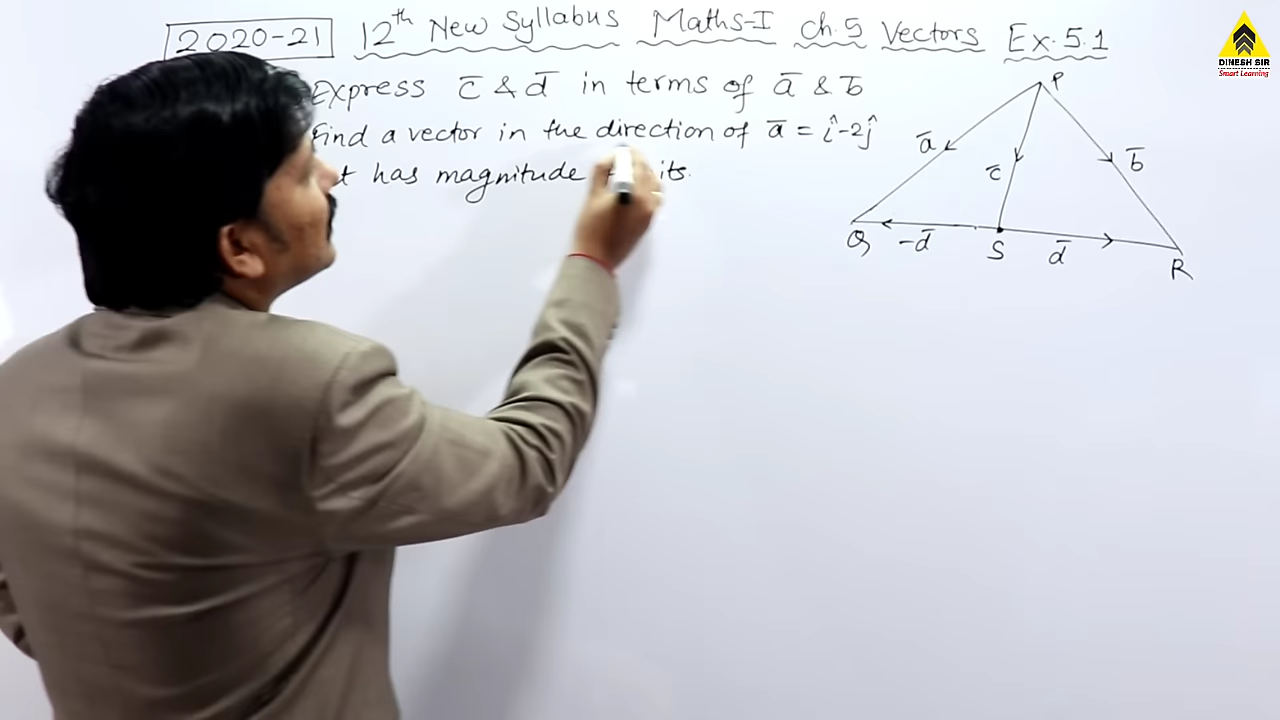 2020-21 12th New Syllabus Maths-I Ch.5 Vectors Ex.5.1
Express c̄ & d̄ in terms of ā & b̄
Find a vector in the direction of ā = î-2ĵ
has magnitude
P
ā
b̄
c̄
Q
-d̄
S
d̄
R
DINESH SIR
Smart Learning